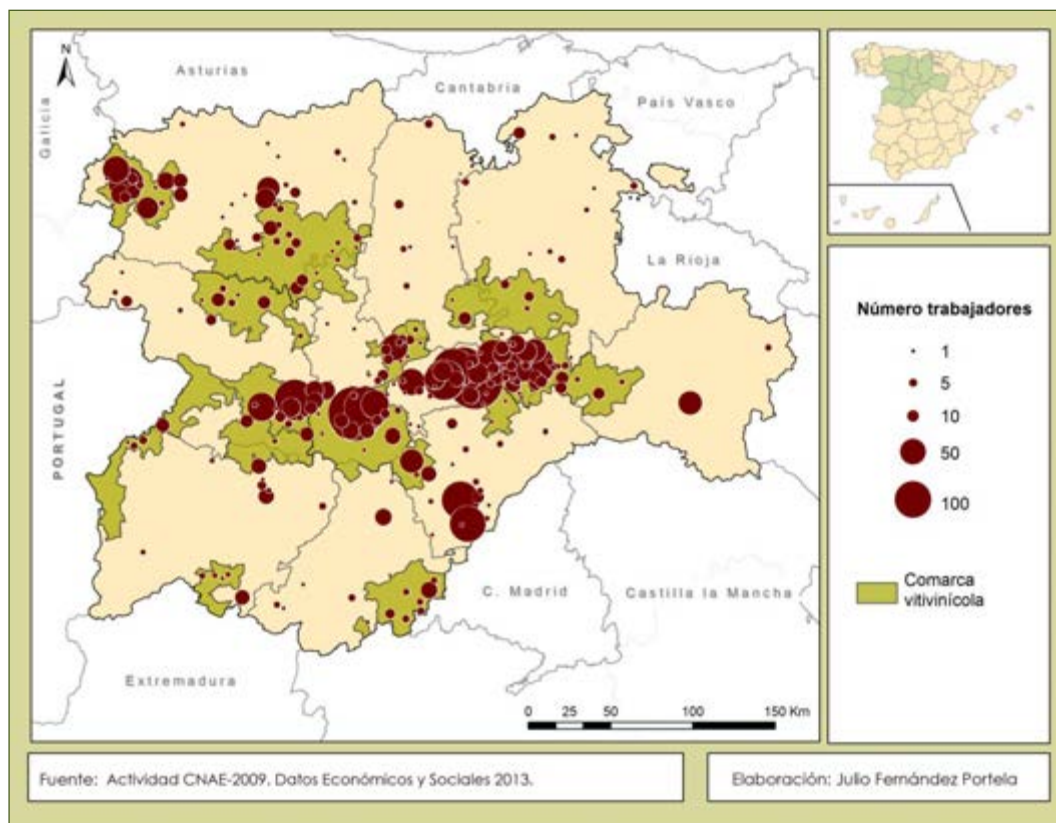 N
Asturias
Cantabria
País Vasco
Galicia
La Rioja
PORTUGAL
C. Madrid
Castilla la Mancha
Extremadura
0 25 50 100 150 Km
Número trabajadores
1
5
10
50
100
Comarca
vitivinícola
Fuente: Actividad CNAE-2009. Datos Económicos y Sociales 2013.
Elaboración: Julio Fernández Portela